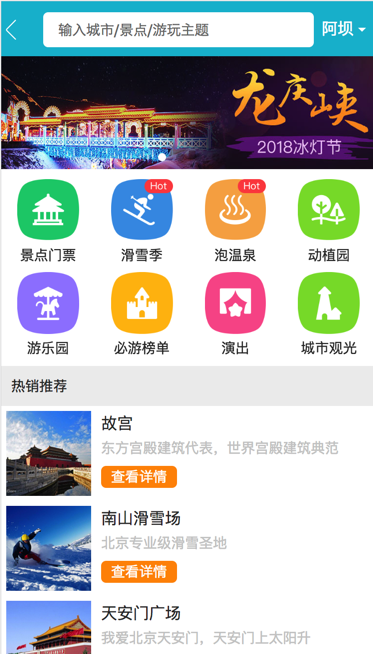 输入城市/景点/游玩主题
阿坝
龙庆峡
2018冰灯节
Hot
Hot
景点门票
滑雪季
泡温泉
动植园
游乐园
必游榜单
演出
城市观光
热销推荐
故宫
东方宫殿建筑代表，世界宫殿建筑典范
查看详情
南山滑雪场
北京专业级滑雪圣地
查看详情
天安门广场
我爱北京天安门，天安门上太阳升